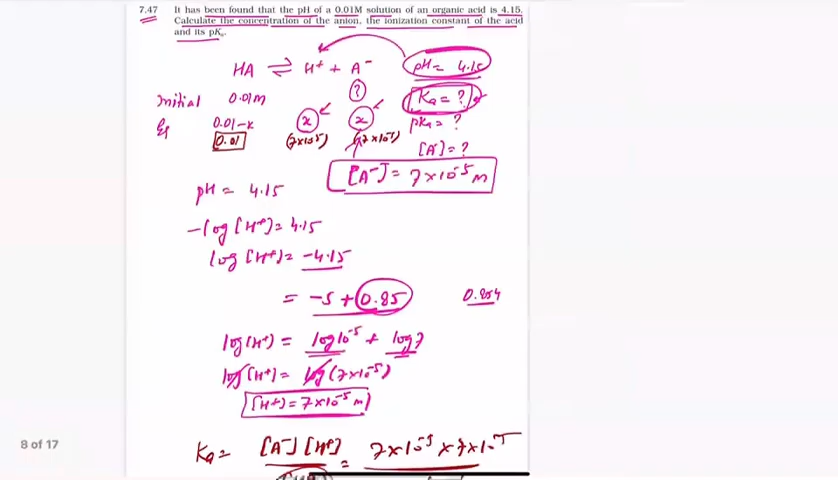 7.47 It has been found that the pH of a 0.01M solution of an organic acid is 4.15.
Calculate the concentration of the anion, the ionization constant of the acid
and its pKa.
HA ⇌ H⁺ + A⁻
pH = 4.15
?
Initial 0.01M
Ka = ?
Eq 0.01-x x x
pKa = ?
0.01 (7×10⁻⁵) (7×10⁻⁵)
[A⁻] = ?
[A⁻] = 7×10⁻⁵ M
pH = 4.15
-log [H⁺] = 4.15
log [H⁺] = -4.15
= -5 + 0.85 0.854
log [H⁺] = log 10⁻⁵ + log 7
log [H⁺] = log (7×10⁻⁵)
[H⁺] = 7×10⁻⁵ M
8 of 17
Ka = [A⁻] [H⁺] = 7×10⁻⁵ × 7×10⁻⁵